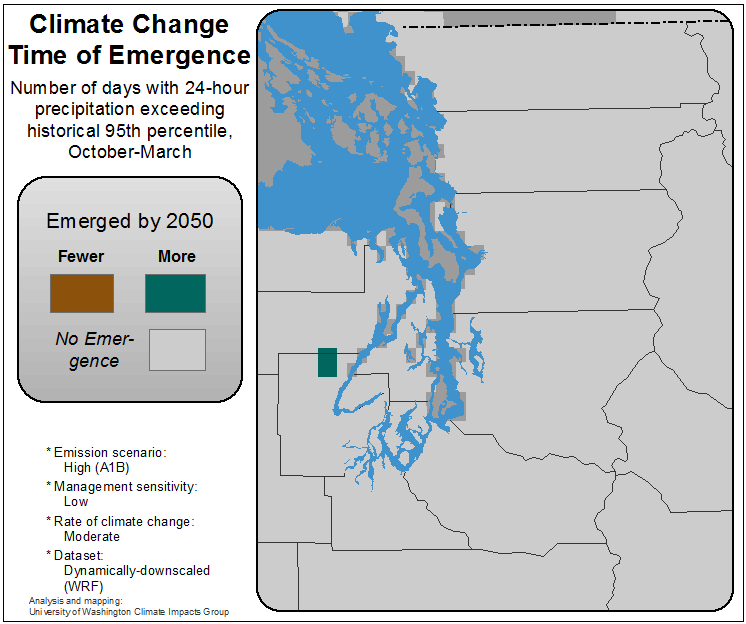 Climate Change
Time of Emergence
Number of days with 24-hour
precipitation exceeding
historical 95th percentile,
October-March
Emerged by 2050
Fewer
More
No Emer-
gence
* Emission scenario:
High (A1B)
* Management sensitivity:
Low
* Rate of climate change:
Moderate
* Dataset:
Dynamically-downscaled
(WRF)
Analysis and mapping:
University of Washington Climate Impacts Group